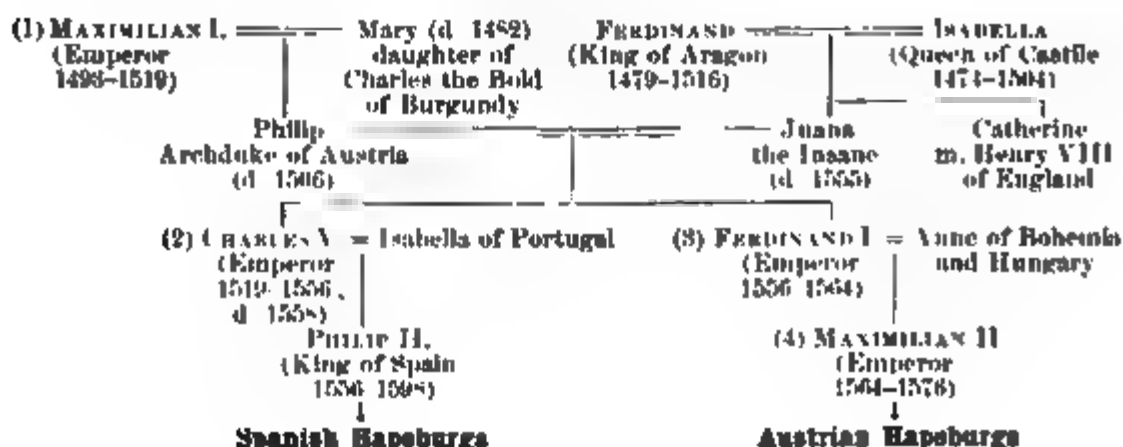 (1) MAXIMILIAN I. Mary (d 1482) FERDINAND ISABELLA
(Emperor daughter of (King of Aragon (Queen of Castile
1493–1519) Charles the Bold 1479–1516) 1474–1504)
of Burgundy
Philip Juana Catherine
Archduke of Austria the Insane m. Henry VIII
(d 1506) (d 1555) of England
(2) CHARLES V = Isabella of Portugal (3) FERDINAND I = Anne of Bohemia
(Emperor (Emperor and Hungary
1519–1556, 1556–1564)
d 1558)
PHILIP II. (4) MAXIMILIAN II
(King of Spain (Emperor
1556–1598) 1564–1576)
Spanish Hapsburgs Austrian Hapsburgs